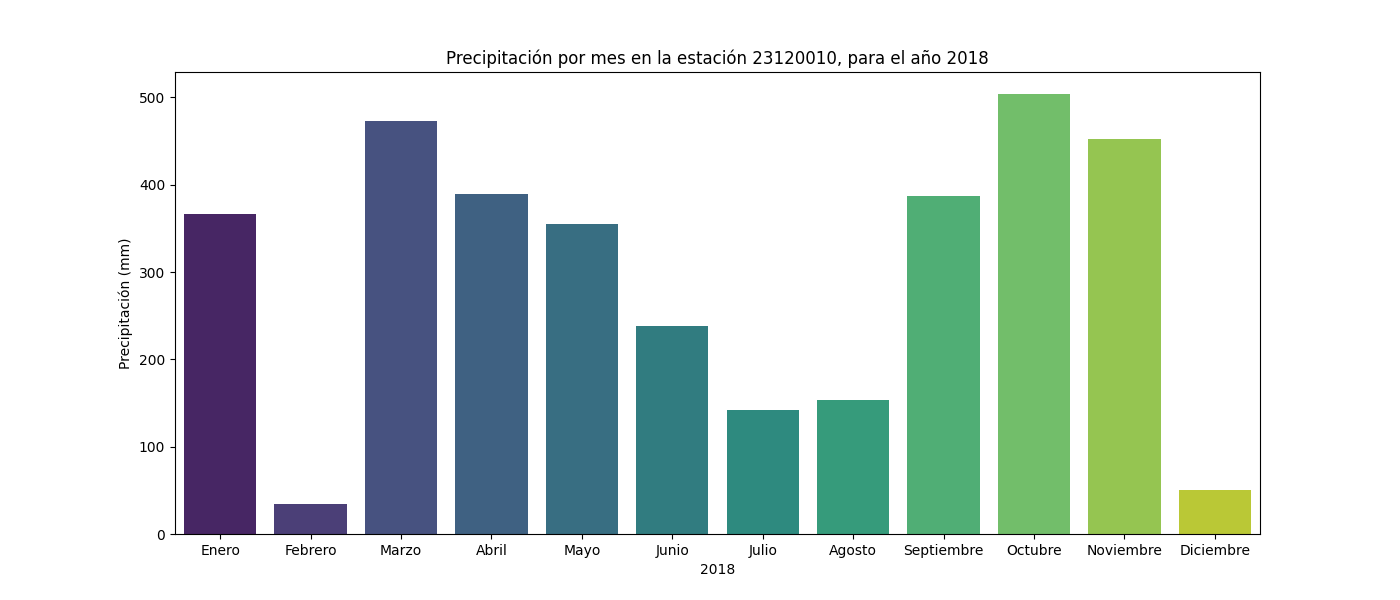 Precipitación por mes en la estación 23120010, para el año 2018
Precipitación (mm)
500
400
300
200
100
0
Enero Febrero Marzo Abril Mayo Junio Julio Agosto Septiembre Octubre Noviembre Diciembre
2018